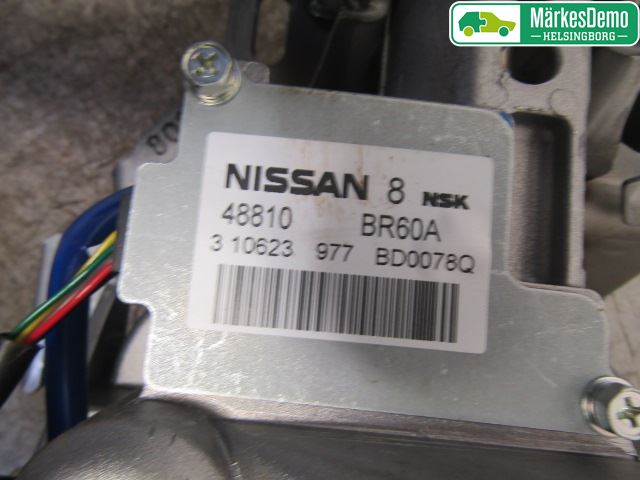 MärkesDemo
HELSINGBORG
NISSAN 8 NSK
48810 BR60A
3 10623 977 BD0078Q